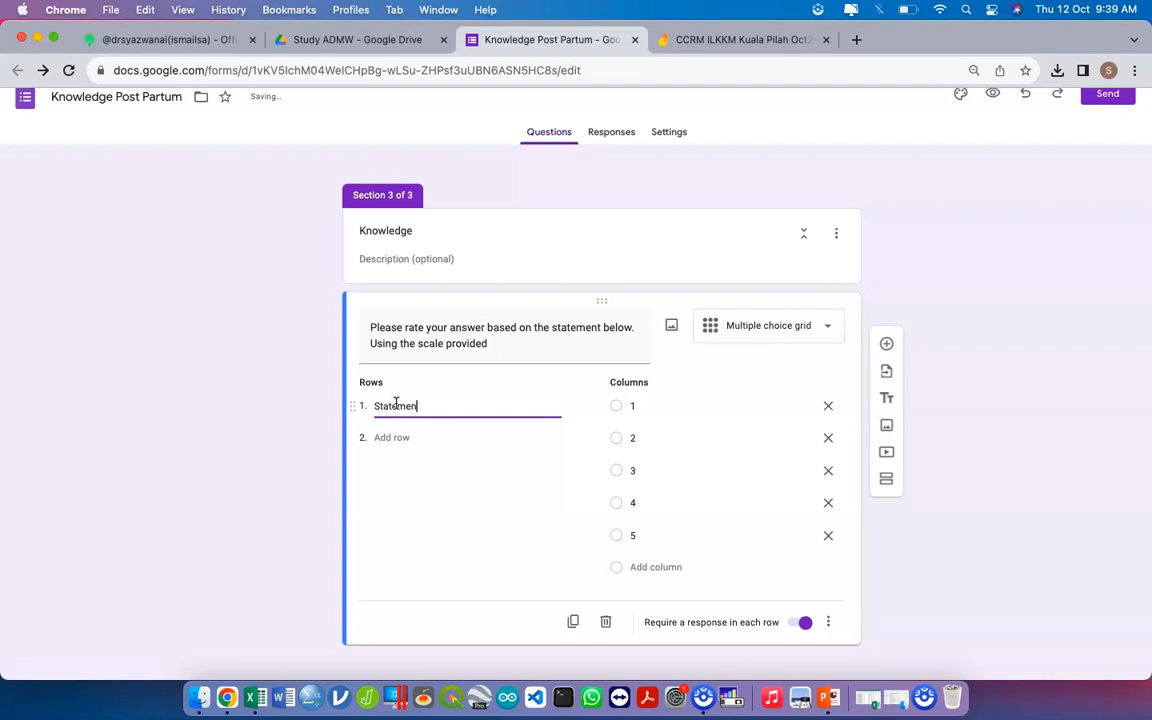 Chrome File Edit View History Bookmarks Profiles Tab Window Help Thu 12 Oct 9:39 AM
@drsyazwanai(ismailsa) - Offi Study ADMW - Google Drive Knowledge Post Partum - Goo CCRM ILKKM Kuala Pilah Oct2
docs.google.com/forms/d/1vKV5IchM04WelCHpBg-wLSu-ZHPsf3uUBN6ASN5HC8s/edit
Knowledge Post Partum Saving... Send
Questions Responses Settings
Section 3 of 3
Knowledge
Description (optional)
Please rate your answer based on the statement below.
Using the scale provided
Multiple choice grid
Rows Columns
1. Statemen 1
2. Add row 2
3
4
5
Add column
Require a response in each row